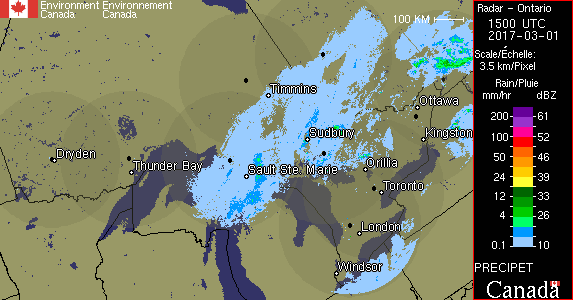 Environment Environnement
Canada Canada
100 KM
Timmins
Ottawa
Sudbury
Kingston
Dryden
Thunder Bay
Sault Ste. Marie
Orillia
Toronto
London
Windsor
Radar - Ontario
1500 UTC
2017-03-01
Scale/Échelle:
3.5 km/Pixel
Rain/Pluie
mm/hr dBZ
200 61
100 52
50 46
24 39
12 33
4 26
0.1 10
PRECIPET
Canada